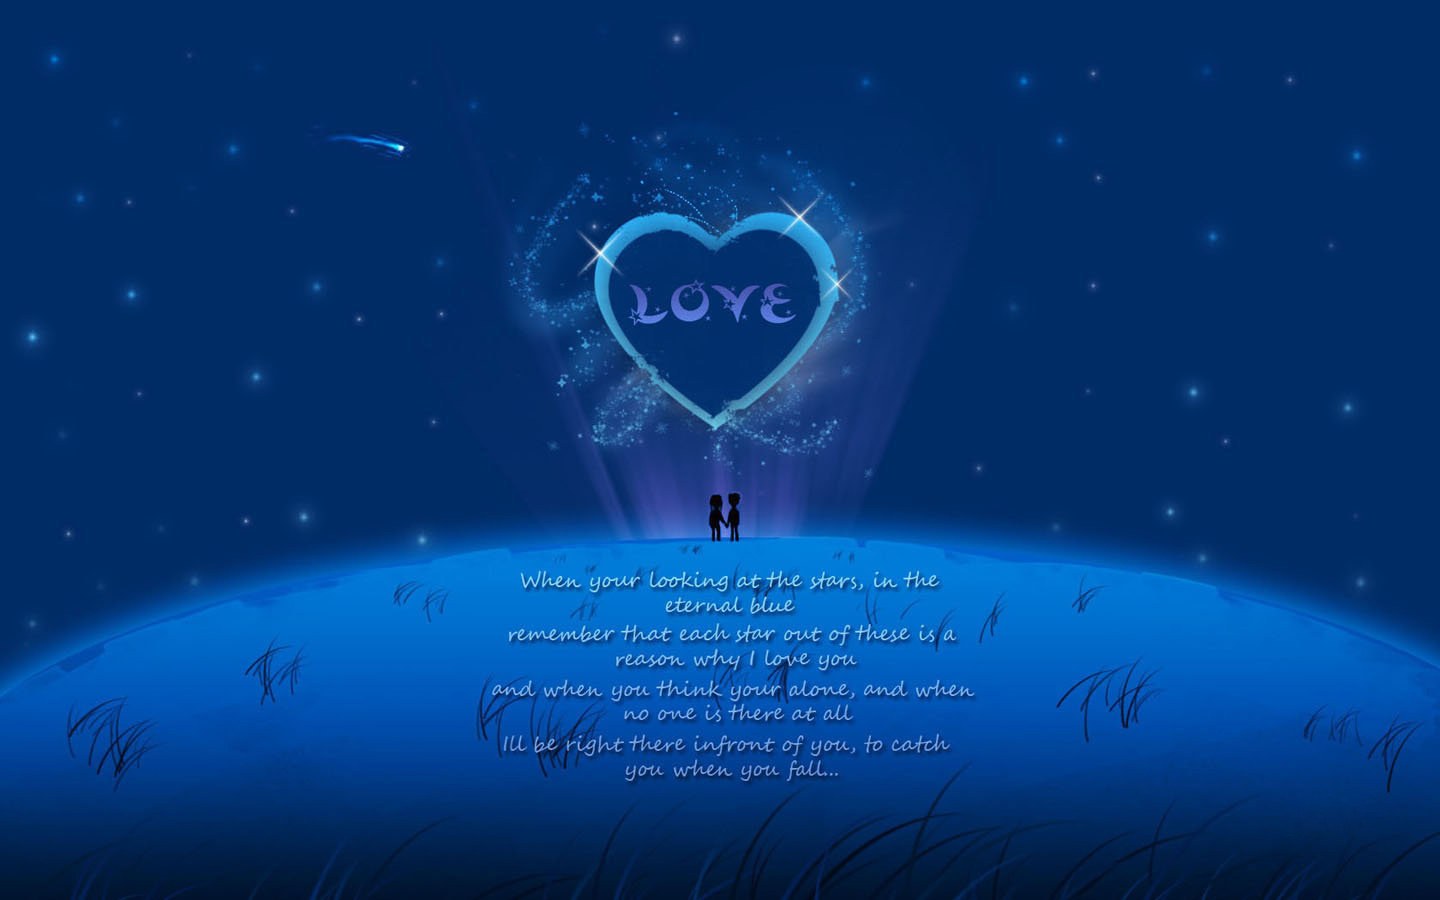 LOVE
When your looking at the stars, in the
eternal blue
remember that each star out of these is a
reason why I love you
and when you think your alone, and when
no one is there at all
Ill be right there infront of you, to catch
you when you fall...